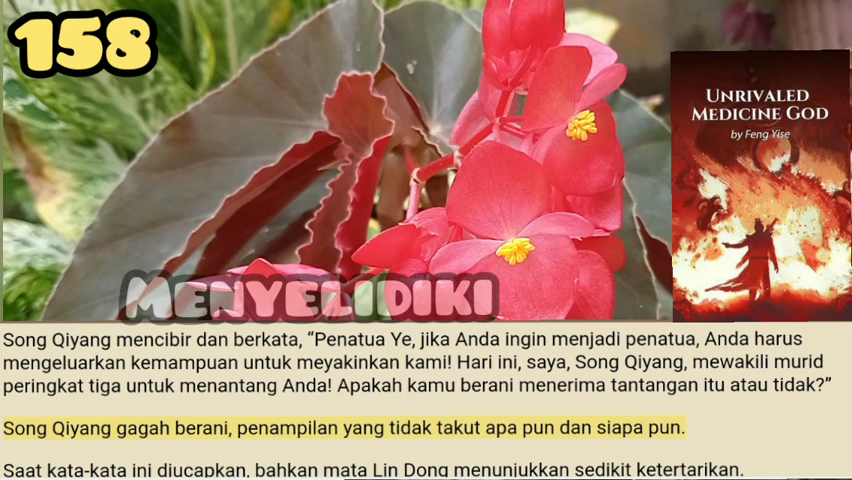 158
UNRIVALED
MEDICINE GOD
by Feng Yise
MENYELIDIKI
Song Qiyang mencibir dan berkata, “Penatua Ye, jika Anda ingin menjadi penatua, Anda harus
mengeluarkan kemampuan untuk meyakinkan kami! Hari ini, saya, Song Qiyang, mewakili murid
peringkat tiga untuk menantang Anda! Apakah kamu berani menerima tantangan itu atau tidak?”
Song Qiyang gagah berani, penampilan yang tidak takut apa pun dan siapa pun.
Saat kata-kata ini diucapkan, bahkan mata Lin Dong menunjukkan sedikit ketertarikan.